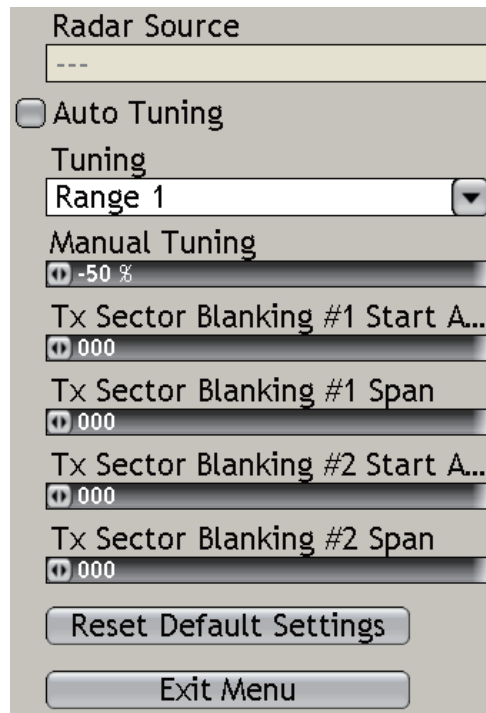 Radar Source
---
Auto Tuning
Tuning
Range 1
Manual Tuning
-50 %
Tx Sector Blanking #1 Start A...
000
Tx Sector Blanking #1 Span
000
Tx Sector Blanking #2 Start A...
000
Tx Sector Blanking #2 Span
000
Reset Default Settings
Exit Menu